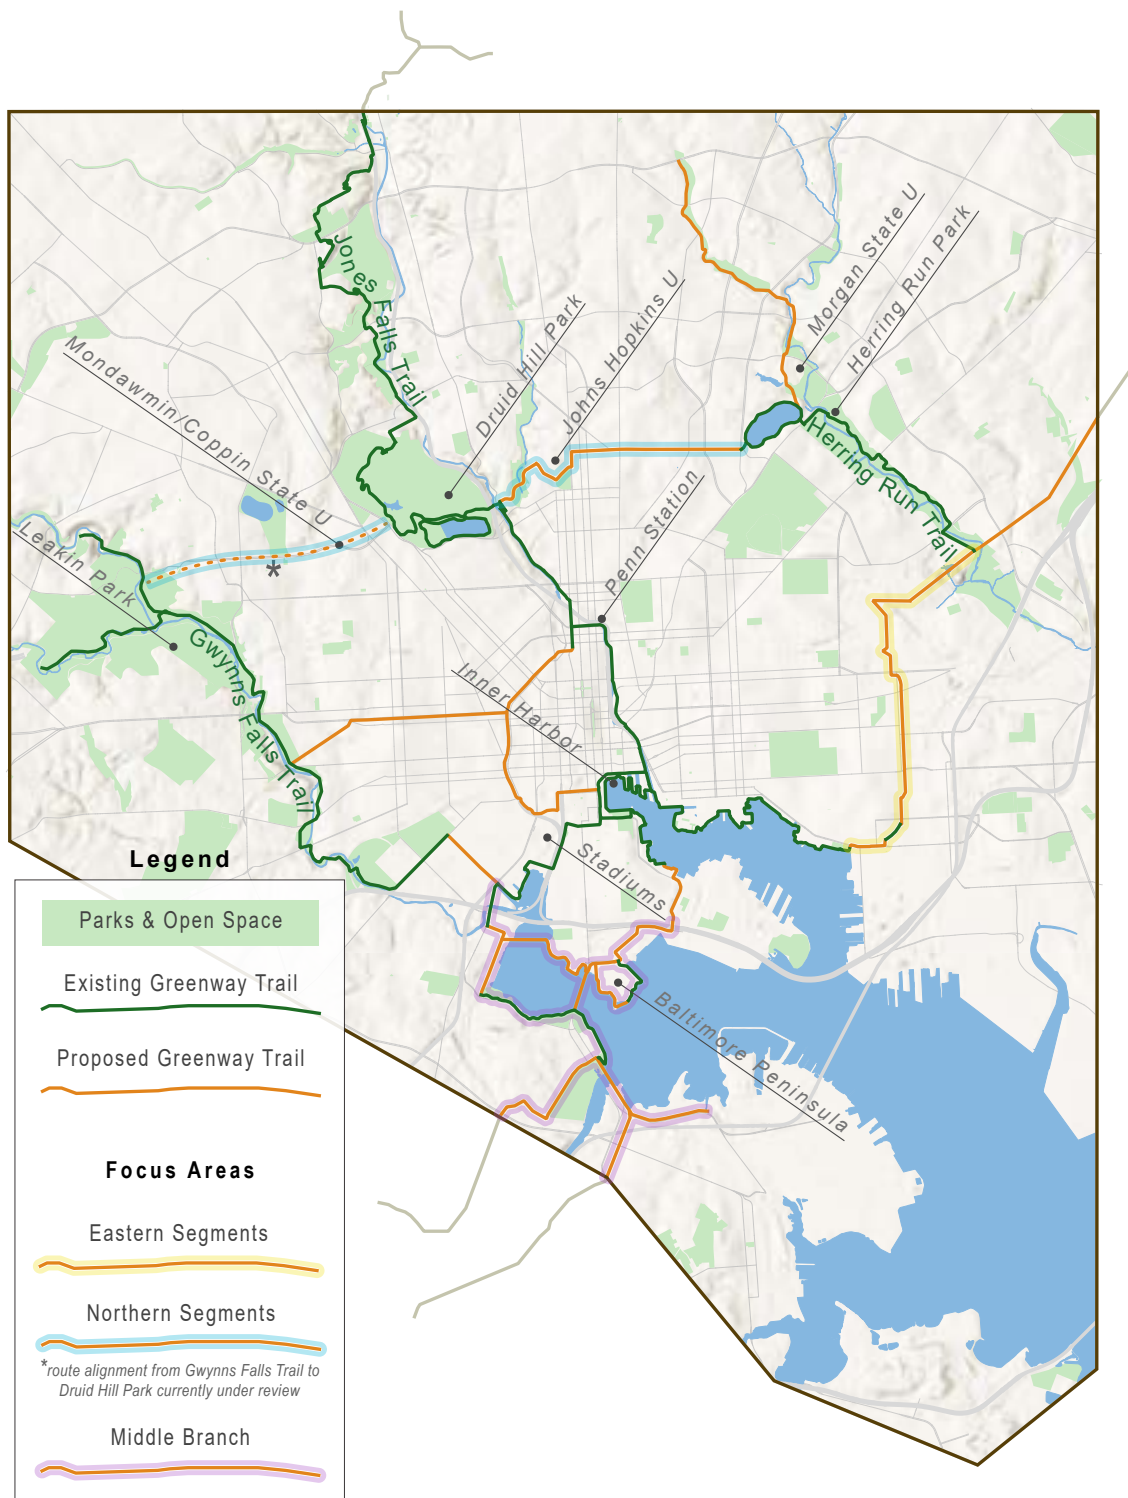 Jones Falls Trail
Mondawmin/Coppin State U
Leakin Park
Druid Hill Park
Johns Hopkins U
Morgan State U
Herring Run Park
Herring Run Trail
Penn Station
*
Gwynns Falls Trail
Inner Harbor
Stadiums
Baltimore Peninsula
Legend
Parks & Open Space
Existing Greenway Trail
Proposed Greenway Trail
Focus Areas
Eastern Segments
Northern Segments
*route alignment from Gwynns Falls Trail to
Druid Hill Park currently under review
Middle Branch